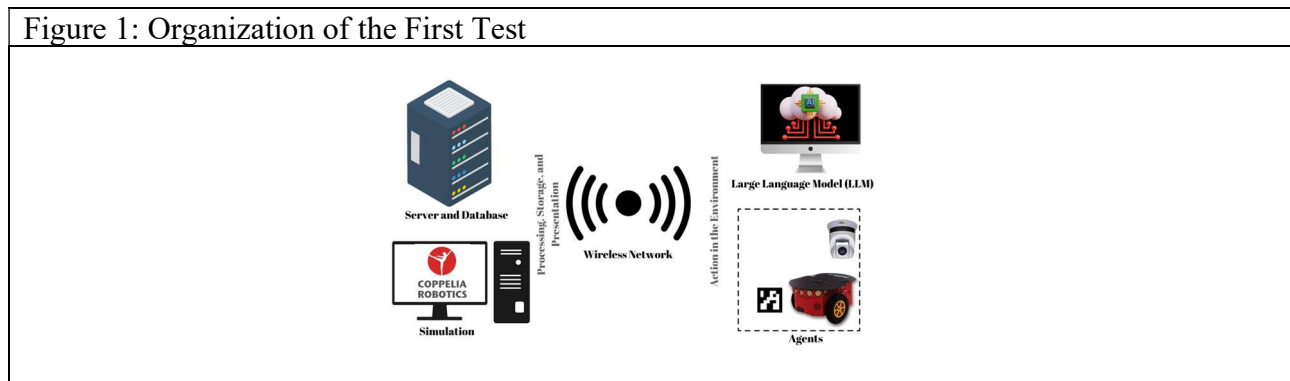 Figure 1: Organization of the First Test
Server and Database
COPPELIA
ROBOTICS
Simulation
Processing, Storage, and
Presentation
Wireless Network
Action in the Environment
AI
Large Language Model (LLM)
Agents